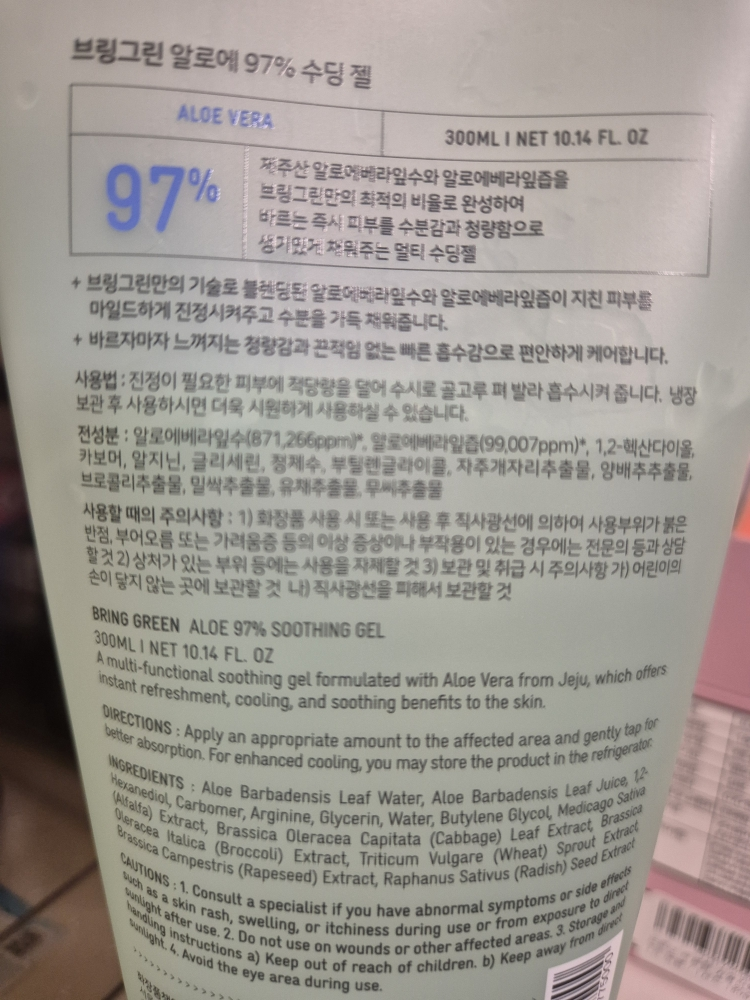 브링그린 알로에 97% 수딩 젤
ALOE VERA
300ML I NET 10.14 FL. OZ
97%
제주산 알로에베라잎수와 알로에베라잎즙을
브링그린만의 최적의 비율로 완성하여
바르는 즉시 피부를 수분감과 청량함으로
생기있게 채워주는 멀티 수딩젤
+ 브링그린만의 기술로 블렌딩된 알로에베라잎수와 알로에베라잎즙이 지친 피부를
마일드하게 진정시켜주고 수분을 가득 채워줍니다.
+ 바르자마자 느껴지는 청량감과 끈적임 없는 빠른 흡수감으로 편안하게 케어합니다.
사용법 : 진정이 필요한 피부에 적당량을 덜어 수시로 골고루 펴 발라 흡수시켜 줍니다. 냉장
보관 후 사용하시면 더욱 시원하게 사용하실 수 있습니다.
전성분 : 알로에베라잎수(871,266ppm)*, 알로에베라잎즙(99,007ppm)*, 1,2-헥산다이올,
카보머, 알지닌, 글리세린, 정제수, 부틸렌글라이콜, 자주개자리추출물, 양배추추출물,
브로콜리추출물, 밀싹추출물, 유채추출물, 무씨추출물
사용할 때의 주의사항 : 1) 화장품 사용 시 또는 사용 후 직사광선에 의하여 사용부위가 붉은
반점, 부어오름 또는 가려움증 등의 이상 증상이나 부작용이 있는 경우에는 전문의 등과 상담
할 것 2) 상처가 있는 부위 등에는 사용을 자제할 것 3) 보관 및 취급 시 주의사항 가) 어린이의
손이 닿지 않는 곳에 보관할 것 나) 직사광선을 피해서 보관할 것
BRING GREEN ALOE 97% SOOTHING GEL
300ML I NET 10.14 FL. OZ
A multi-functional soothing gel formulated with Aloe Vera from Jeju, which offers
instant refreshment, cooling, and soothing benefits to the skin.
DIRECTIONS : Apply an appropriate amount to the affected area and gently tap for
better absorption. For enhanced cooling, you may store the product in the refrigerator.
INGREDIENTS : Aloe Barbadensis Leaf Water, Aloe Barbadensis Leaf Juice, 1,2-
Hexanediol, Carbomer, Arginine, Glycerin, Water, Butylene Glycol, Medicago Sativa
(Alfalfa) Extract, Brassica Oleracea Capitata (Cabbage) Leaf Extract, Brassica
Oleracea Italica (Broccoli) Extract, Triticum Vulgare (Wheat) Sprout Extract,
Brassica Campestris (Rapeseed) Extract, Raphanus Sativus (Radish) Seed Extract
CAUTIONS : 1. Consult a specialist if you have abnormal symptoms or side effects
such as a skin rash, swelling, or itchiness during use or from exposure to direct
sunlight after use. 2. Do not use on wounds or other affected areas. 3. Storage and
handling instructions a) Keep out of reach of children. b) Keep away from direct
sunlight. 4. Avoid the eye area during use.